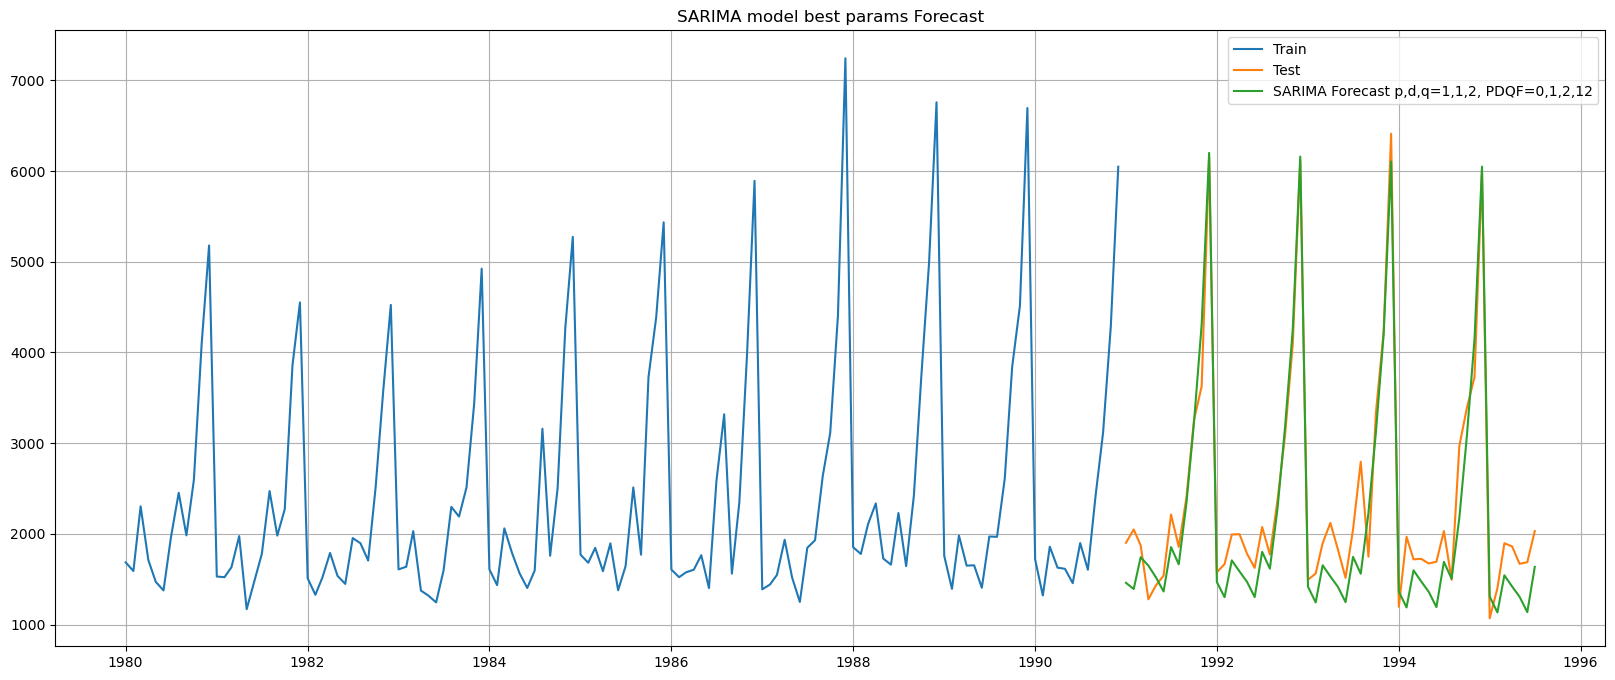 SARIMA model best params Forecast
Train
Test
SARIMA Forecast p,d,q=1,1,2, PDQF=0,1,2,12
7000
6000
5000
4000
3000
2000
1000
1980 1982 1984 1986 1988 1990 1992 1994 1996